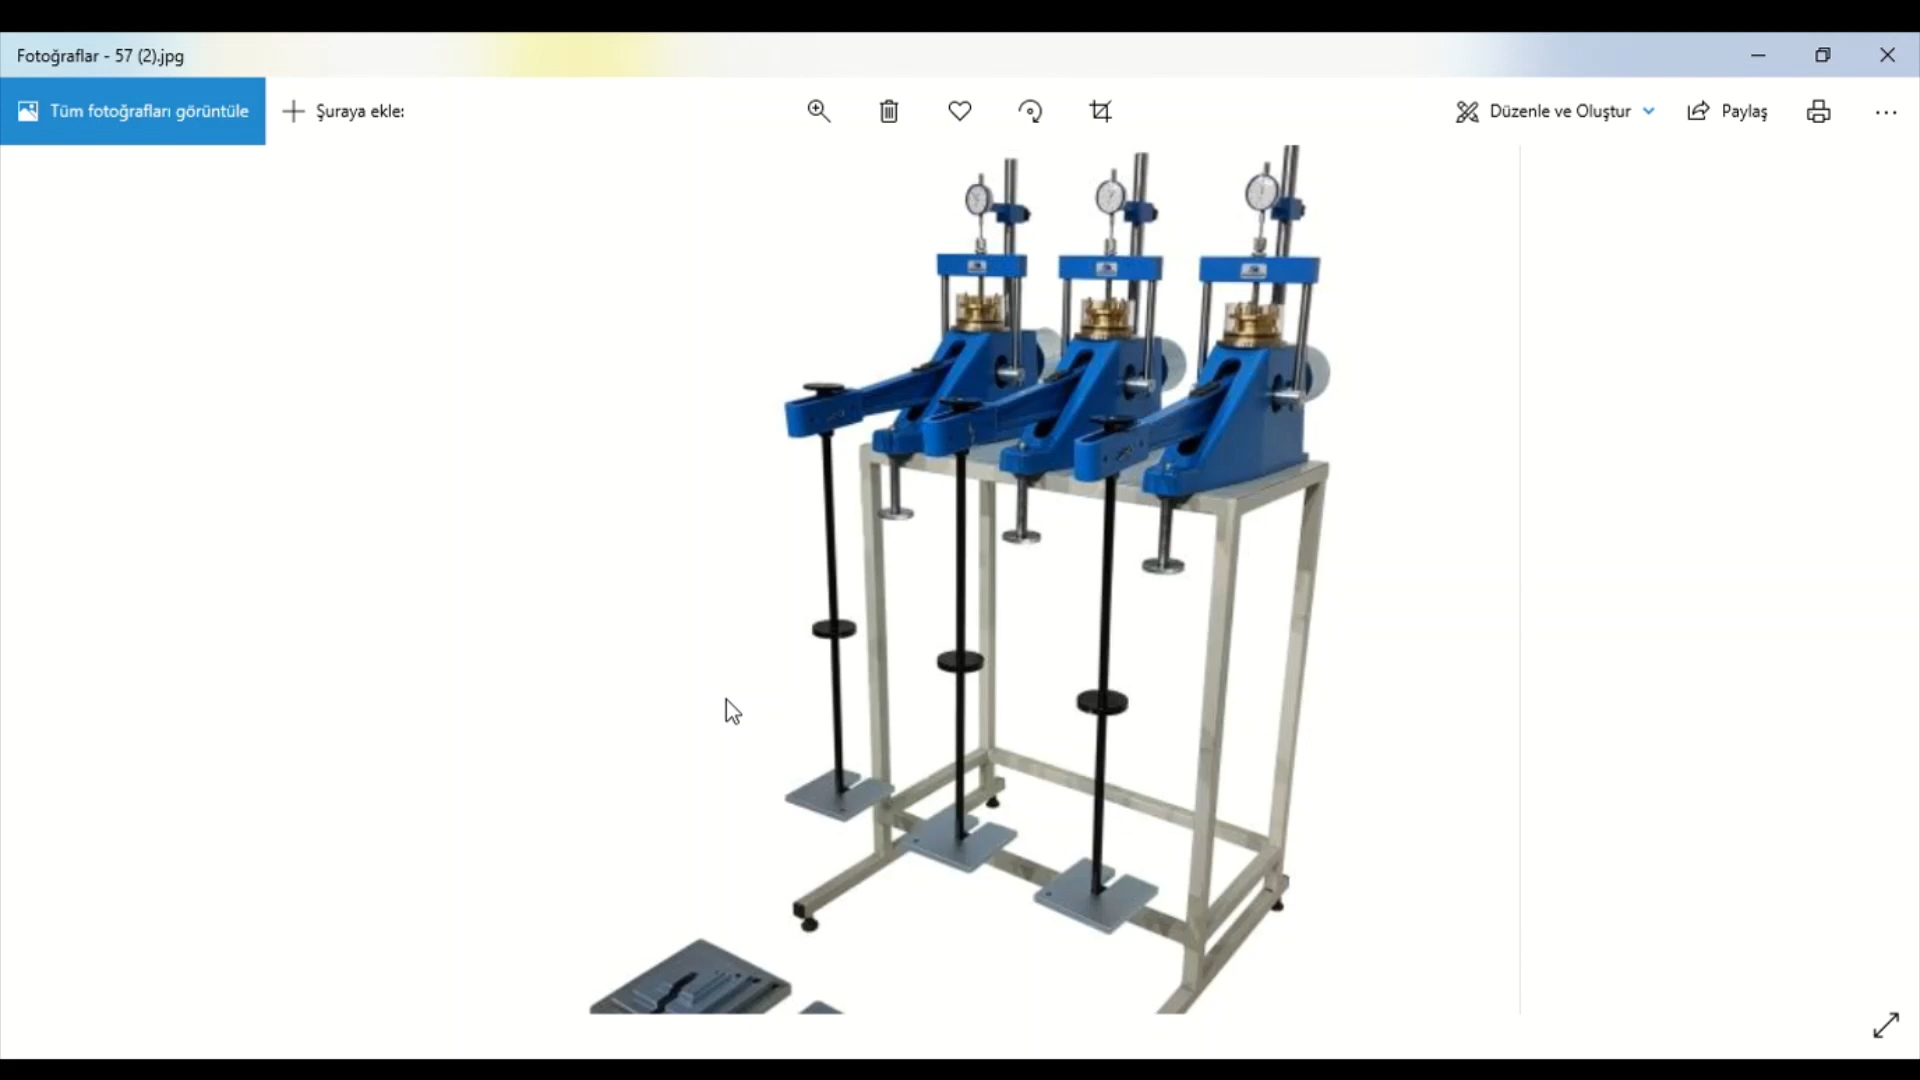 Fotoğraflar - 57 (2).jpg
Tüm fotoğrafları görüntüle
Şuraya ekle:
Düzenle ve Oluştur
Paylaş